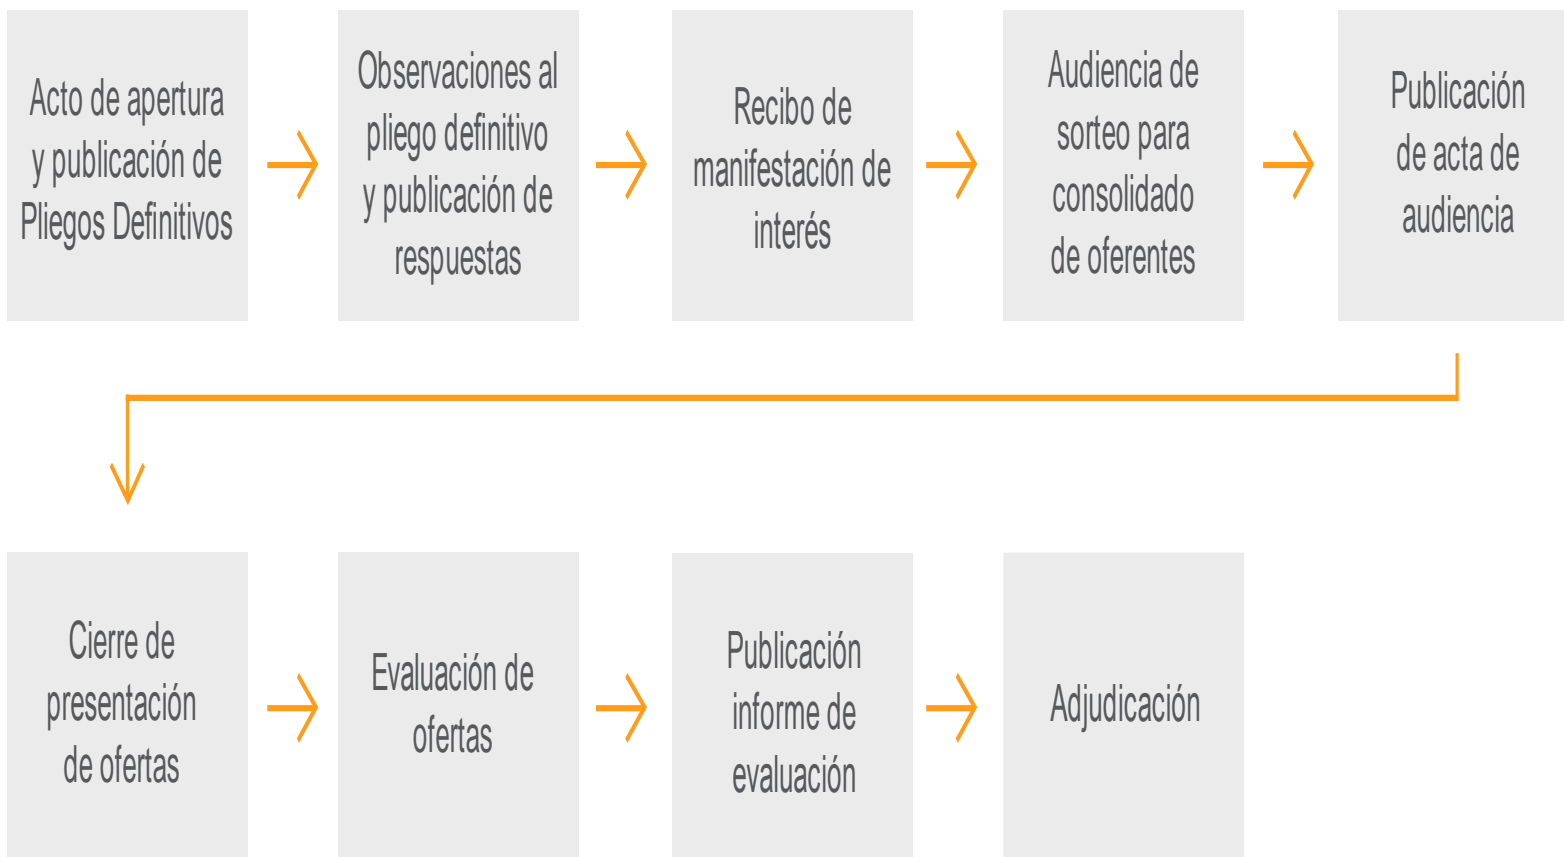 Acto de apertura
y publicación de
Pliegos Definitivos
Observaciones al
pliego definitivo
y publicación de
respuestas
Recibo de
manifestación de
interés
Audiencia de
sorteo para
consolidado
de oferentes
Publicación
de acta de
audiencia
Cierre de
presentación
de ofertas
Evaluación de
ofertas
Publicación
informe de
evaluación
Adjudicación